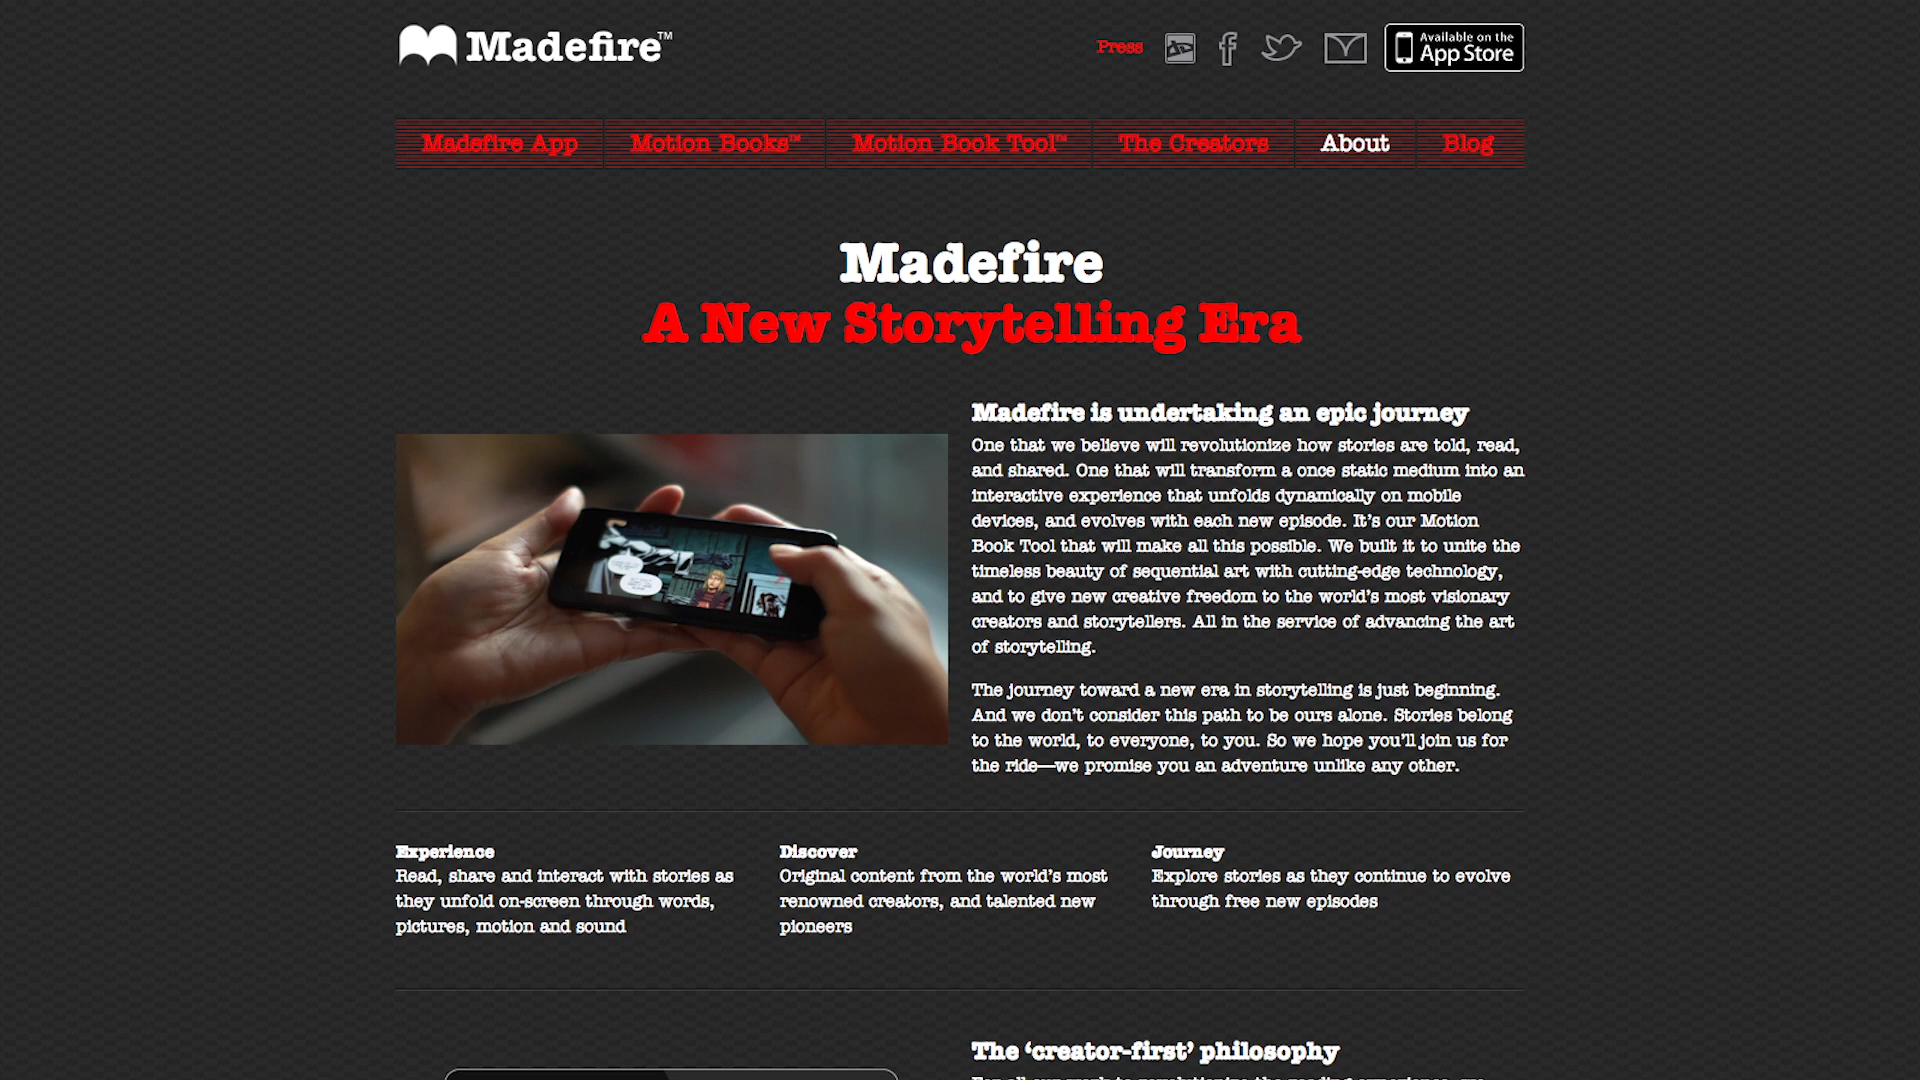 Madefire™
Press
Available on the
App Store
Madefire App
Motion Books™
Motion Book Tool™
The Creators
About
Blog
Madefire
A New Storytelling Era
Madefire is undertaking an epic journey
One that we believe will revolutionize how stories are told, read,
and shared. One that will transform a once static medium into an
interactive experience that unfolds dynamically on mobile
devices, and evolves with each new episode. It’s our Motion
Book Tool that will make all this possible. We built it to unite the
timeless beauty of sequential art with cutting-edge technology,
and to give new creative freedom to the world’s most visionary
creators and storytellers. All in the service of advancing the art
of storytelling.
The journey toward a new era in storytelling is just beginning.
And we don’t consider this path to be ours alone. Stories belong
to the world, to everyone, to you. So we hope you’ll join us for
the ride—we promise you an adventure unlike any other.
Experience
Read, share and interact with stories as
they unfold on-screen through words,
pictures, motion and sound
Discover
Original content from the world’s most
renowned creators, and talented new
pioneers
Journey
Explore stories as they continue to evolve
through free new episodes
The ‘creator-first’ philosophy